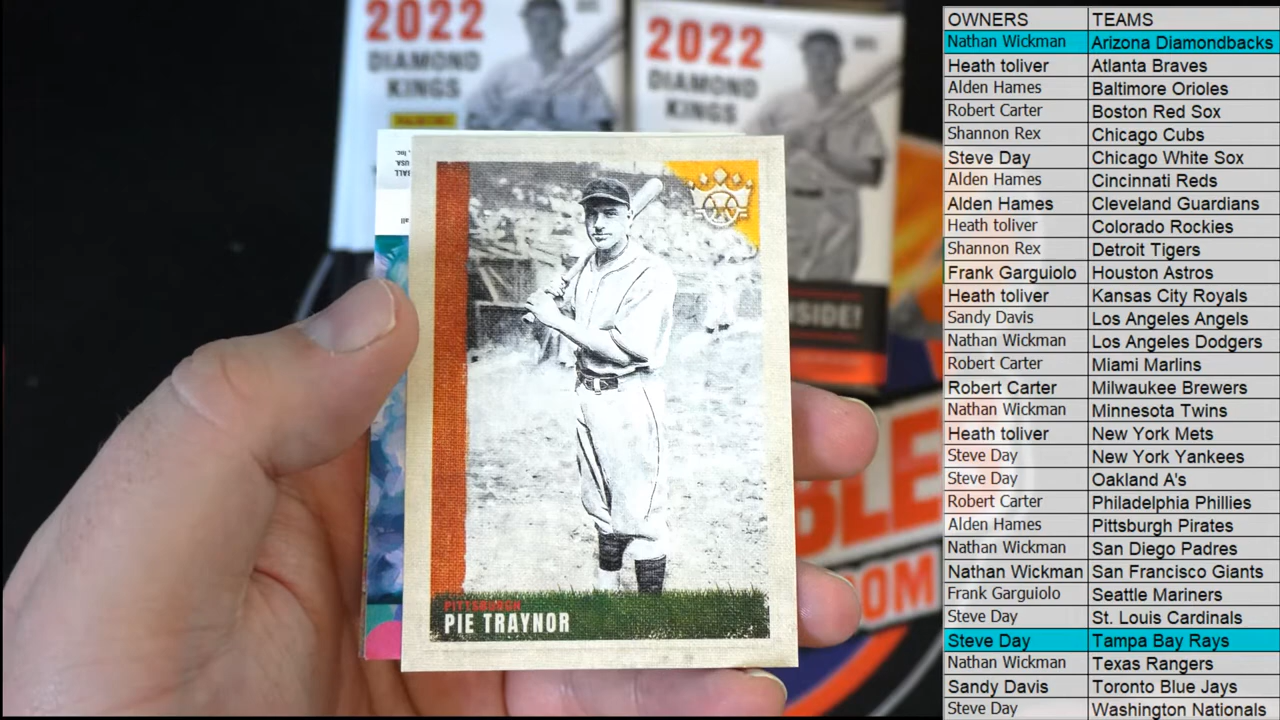 2022
DIAMOND
KINGS
PANINI
2022
DIAMOND
KINGS
NSIDE!
BLE
OM
PITTSBURGH
PIE TRAYNOR
OWNERS TEAMS
Nathan Wickman Arizona Diamondbacks
Heath toliver Atlanta Braves
Alden Hames Baltimore Orioles
Robert Carter Boston Red Sox
Shannon Rex Chicago Cubs
Steve Day Chicago White Sox
Alden Hames Cincinnati Reds
Alden Hames Cleveland Guardians
Heath toliver Colorado Rockies
Shannon Rex Detroit Tigers
Frank Garguiolo Houston Astros
Heath toliver Kansas City Royals
Sandy Davis Los Angeles Angels
Nathan Wickman Los Angeles Dodgers
Robert Carter Miami Marlins
Robert Carter Milwaukee Brewers
Nathan Wickman Minnesota Twins
Heath toliver New York Mets
Steve Day New York Yankees
Steve Day Oakland A's
Robert Carter Philadelphia Phillies
Alden Hames Pittsburgh Pirates
Nathan Wickman San Diego Padres
Nathan Wickman San Francisco Giants
Frank Garguiolo Seattle Mariners
Steve Day St. Louis Cardinals
Steve Day Tampa Bay Rays
Nathan Wickman Texas Rangers
Sandy Davis Toronto Blue Jays
Steve Day Washington Nationals